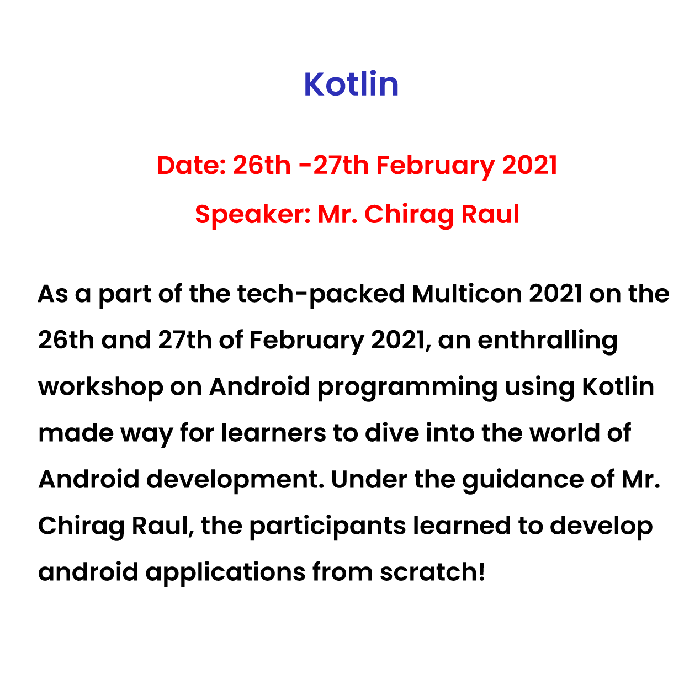 Kotlin
Date: 26th -27th February 2021
Speaker: Mr. Chirag Raul
As a part of the tech-packed Multicon 2021 on the
26th and 27th of February 2021, an enthralling
workshop on Android programming using Kotlin
made way for learners to dive into the world of
Android development. Under the guidance of Mr.
Chirag Raul, the participants learned to develop
android applications from scratch!